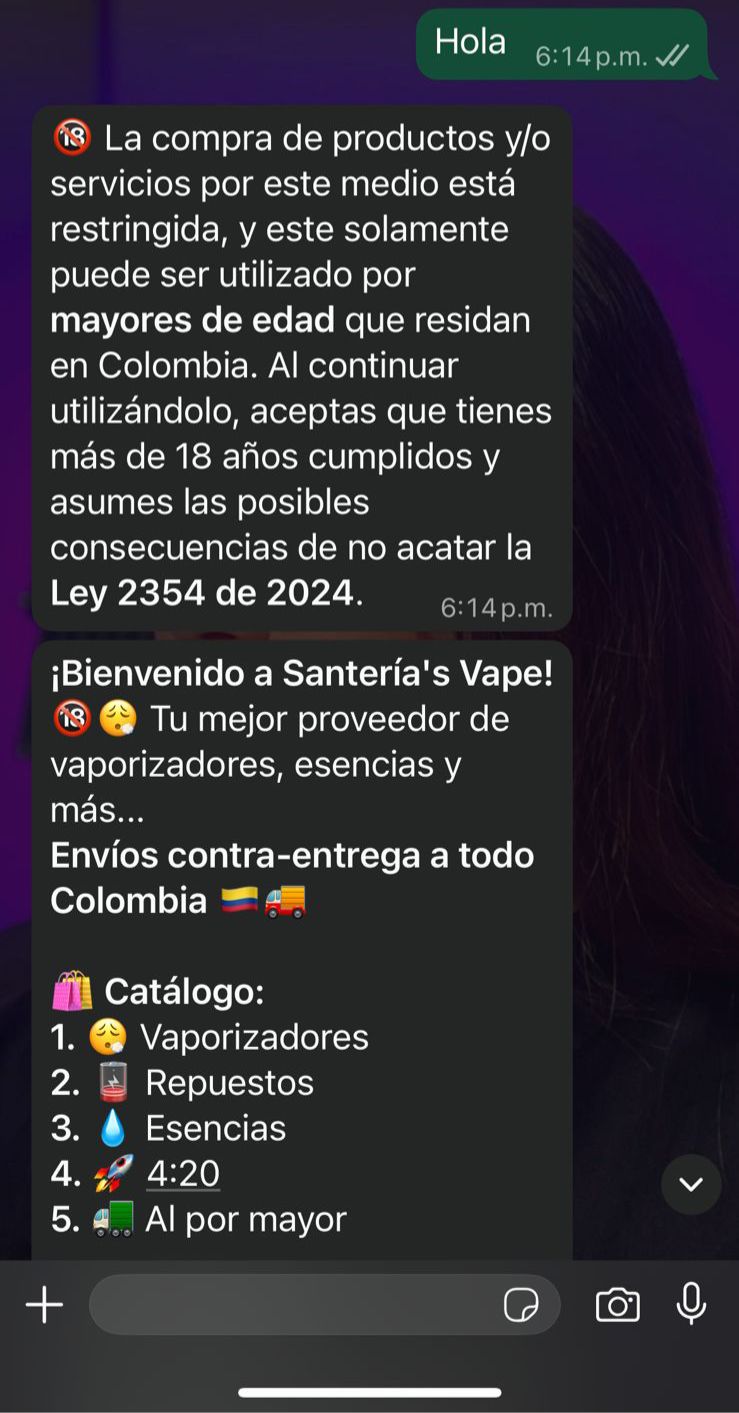 Hola 6:14 p.m.
🔞 La compra de productos y/o
servicios por este medio está
restringida, y este solamente
puede ser utilizado por
mayores de edad que residan
en Colombia. Al continuar
utilizándolo, aceptas que tienes
más de 18 años cumplidos y
asumes las posibles
consecuencias de no acatar la
Ley 2354 de 2024. 6:14 p.m.
¡Bienvenido a Santería's Vape!
🔞😮‍💨 Tu mejor proveedor de
vaporizadores, esencias y
más...
Envíos contra-entrega a todo
Colombia 🇨🇴🚚
🛍️ Catálogo:
1. 😮‍💨 Vaporizadores
2. 🪫 Repuestos
3. 💧 Esencias
4. 🚀 4:20
5. 🚛 Al por mayor